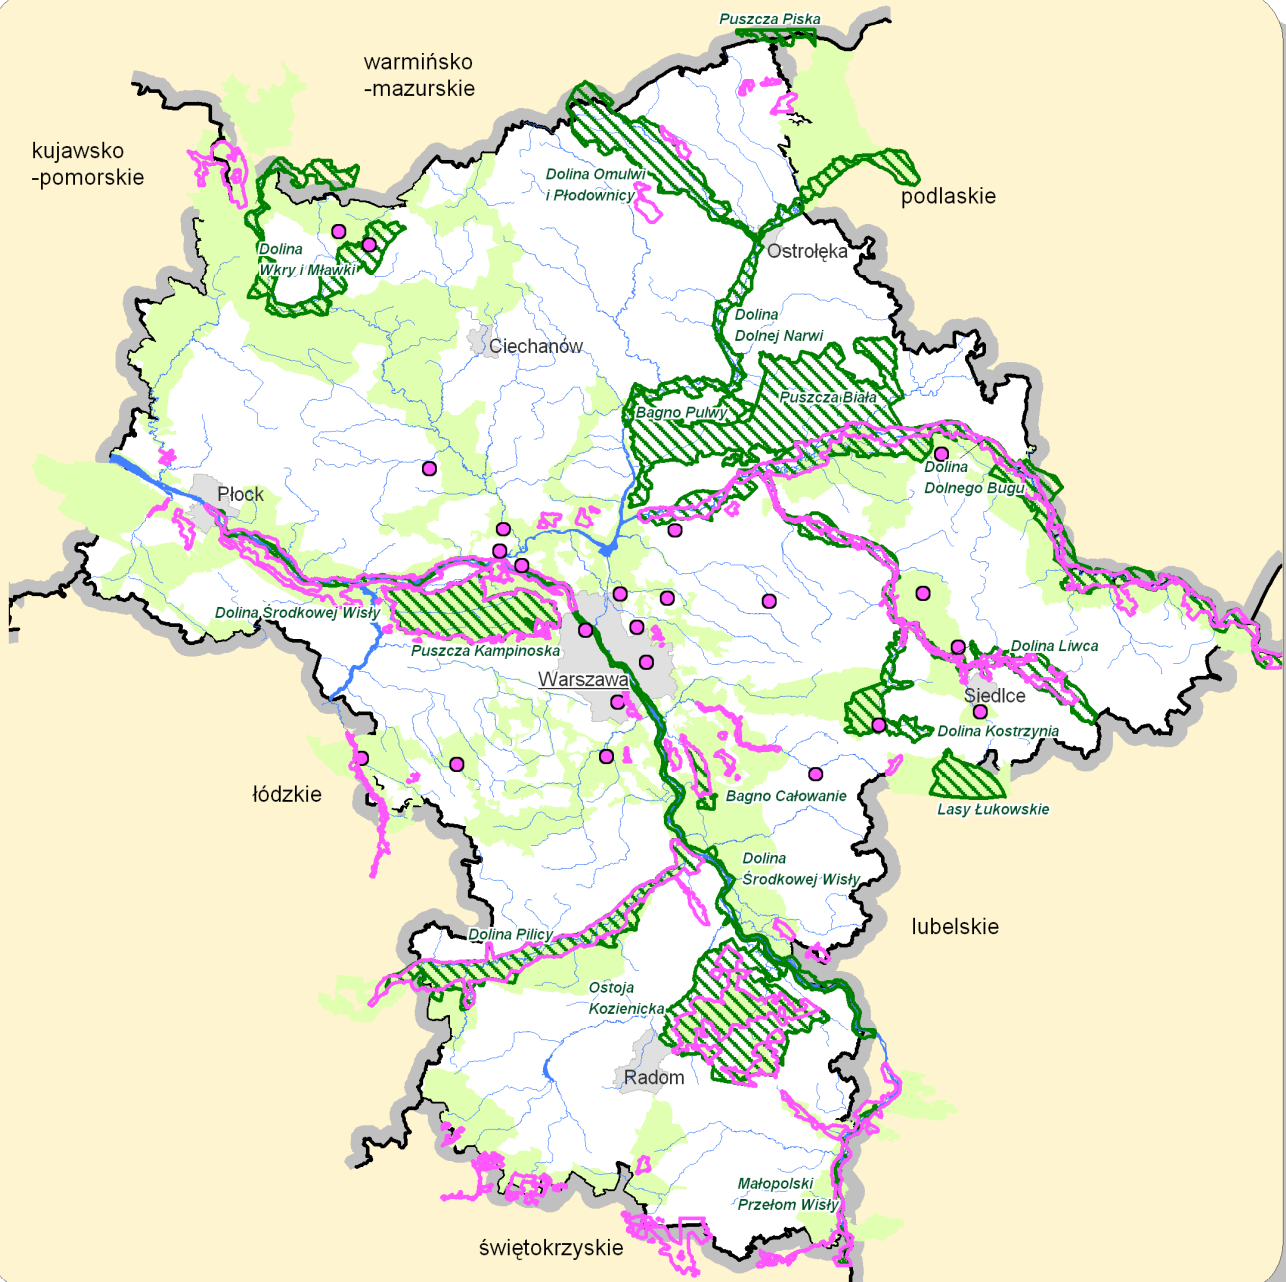 Puszcza Piska
warmińsko
-mazurskie
kujawsko
-pomorskie
Dolina Omulwi
i Płodownicy
podlaskie
Dolina
Wkry i Mławki
Ostrołęka
Dolina
Dolnej Narwi
Ciechanów
Puszcza Biała
Bagno Pulwy
Dolina
Dolnego Bugu
Płock
Dolina Środkowej Wisły
Puszcza Kampinoska
Dolina Liwca
Warszawa
Siedlce
Dolina Kostrzynia
łódzkie
Bagno Całowanie
Lasy Łukowskie
Dolina
Środkowej Wisły
lubelskie
Dolina Pilicy
Ostoja
Kozienicka
Radom
Małopolski
Przełom Wisły
świętokrzyskie